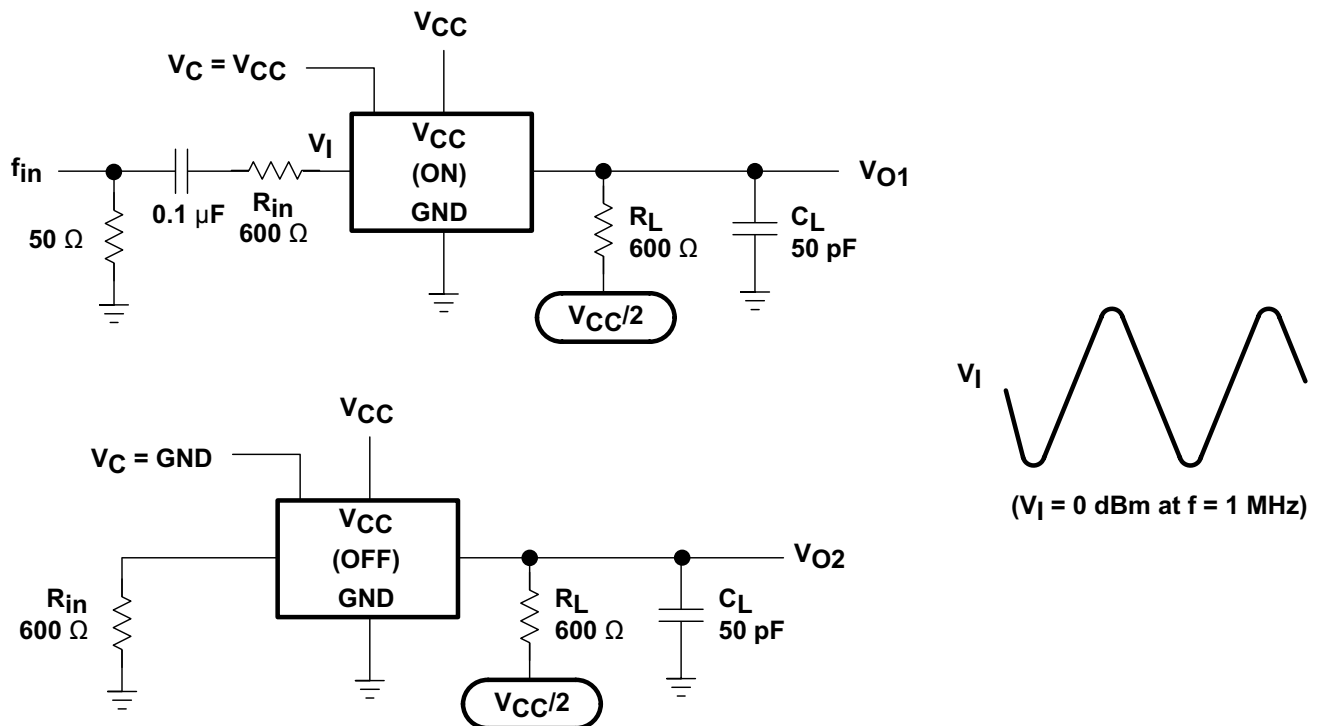 VCC
VC = VCC
fin
VI
VCC
(ON)
GND
VO1
50 Ω
0.1 µF
Rin
600 Ω
RL
600 Ω
CL
50 pF
VCC/2
VI
(VI = 0 dBm at f = 1 MHz)
VCC
VC = GND
VCC
(OFF)
GND
VO2
Rin
600 Ω
RL
600 Ω
CL
50 pF
VCC/2